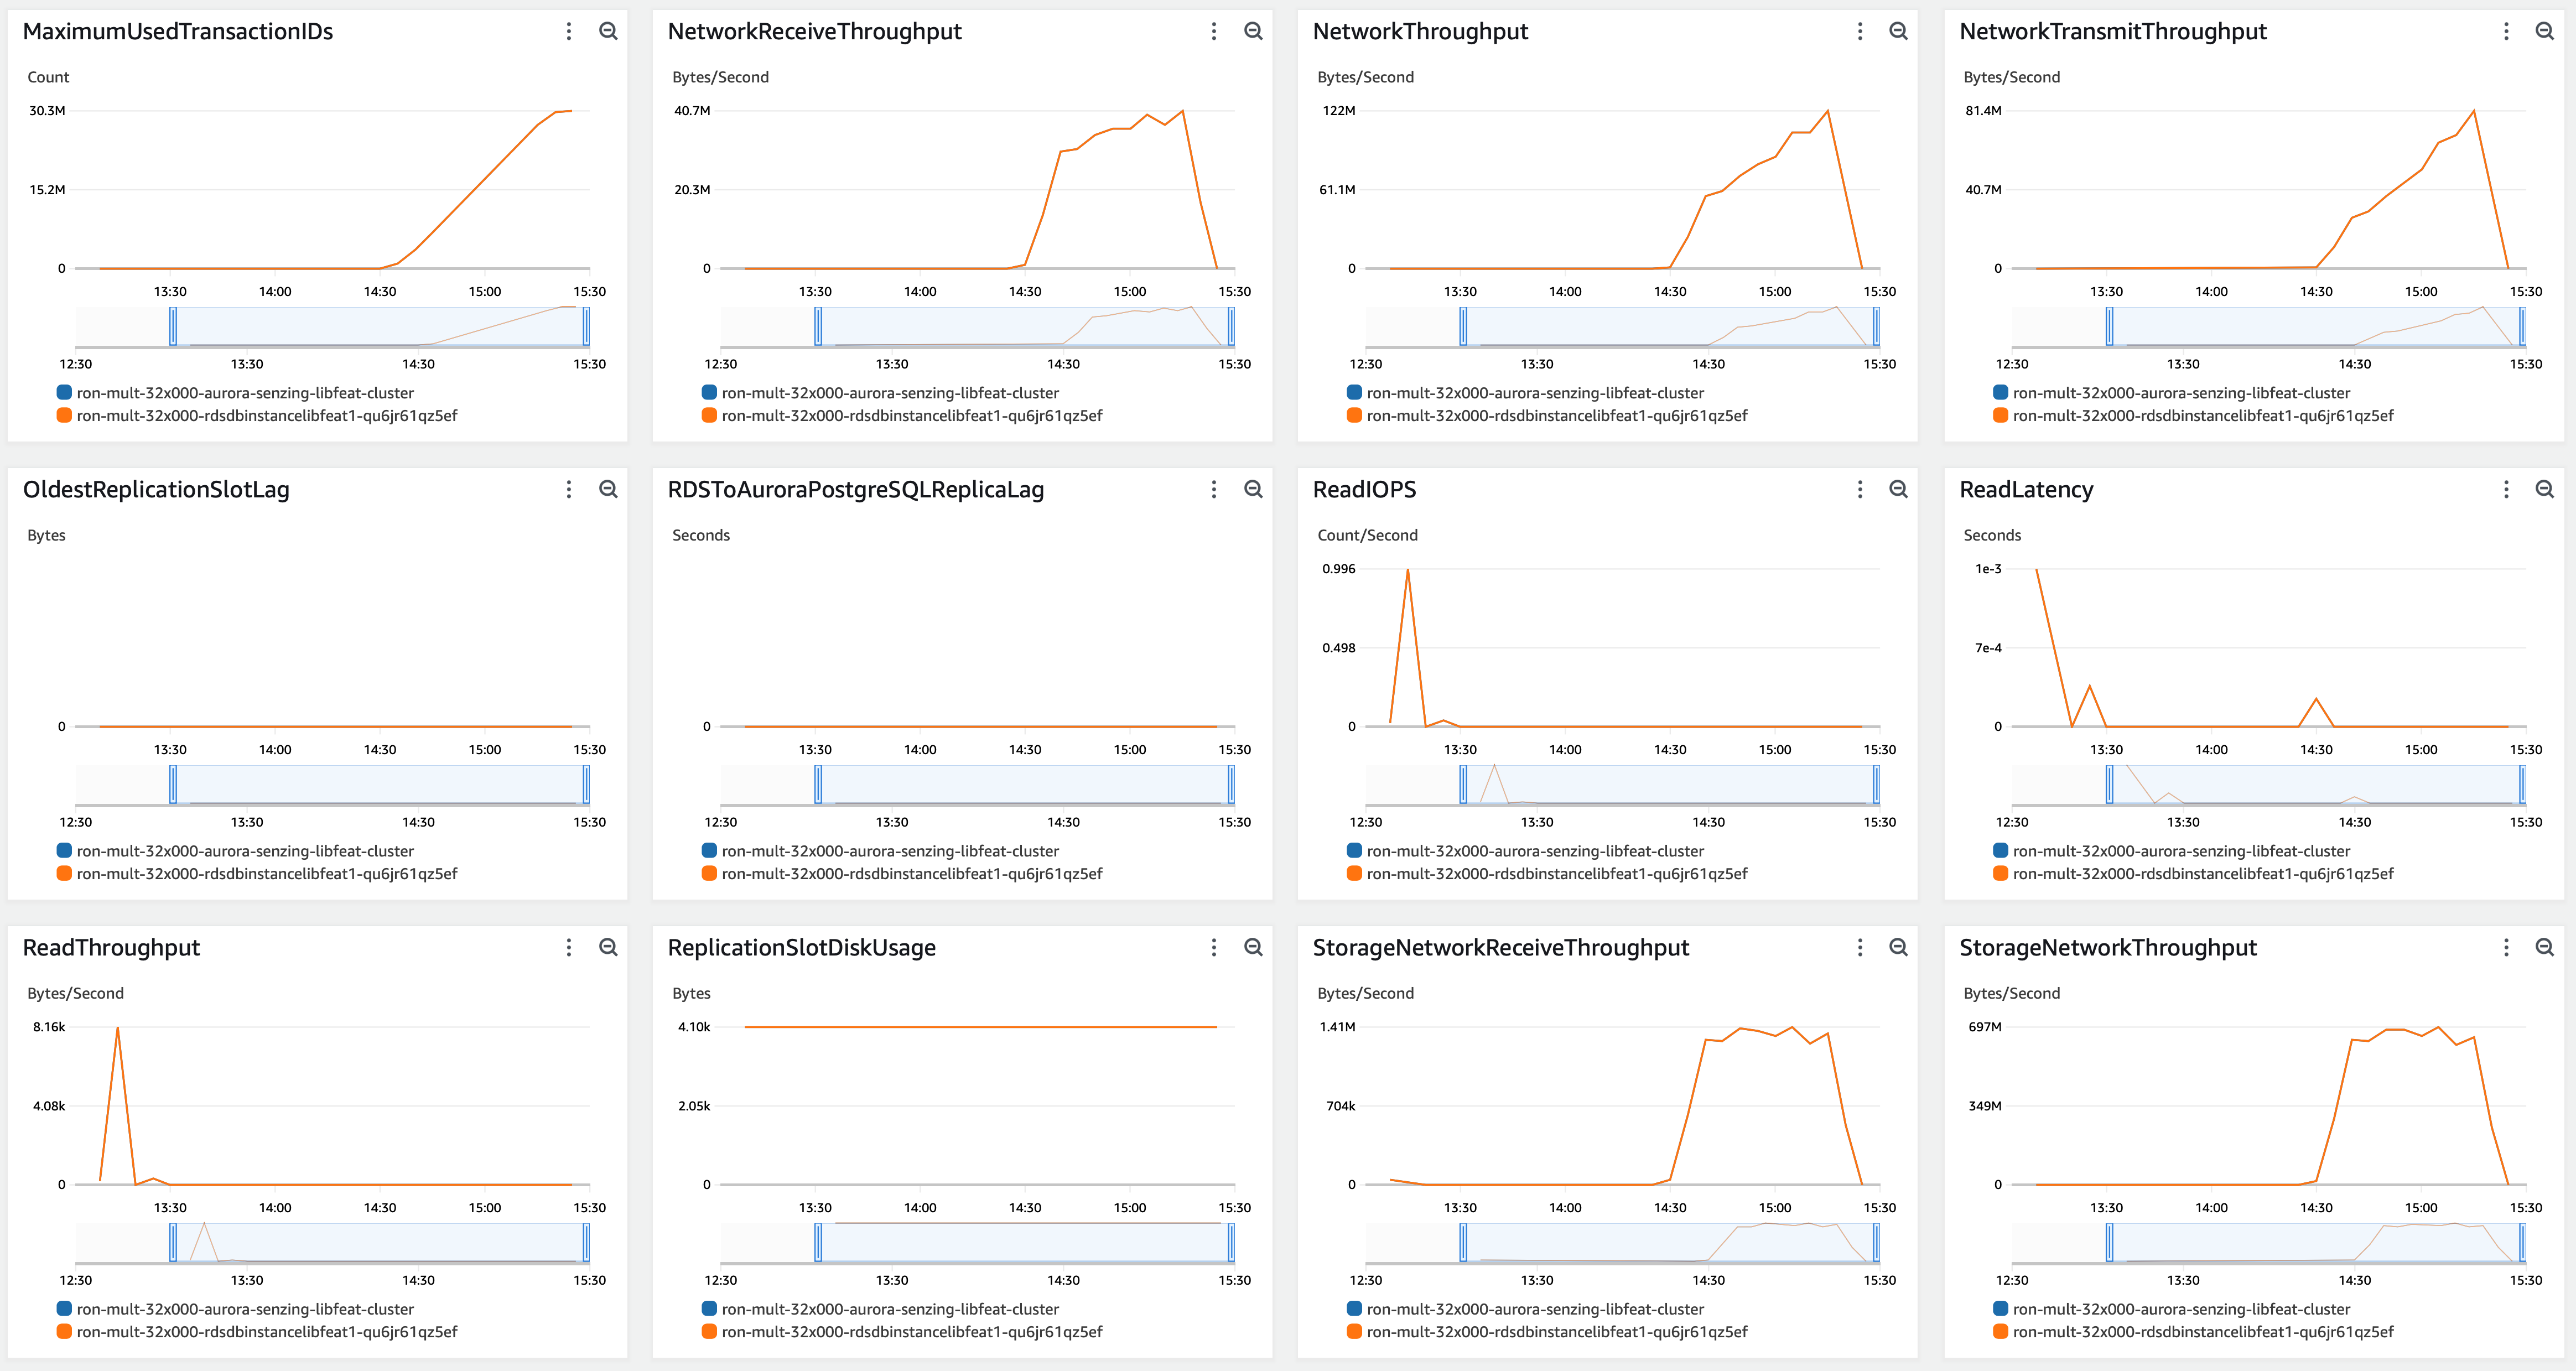 MaximumUsedTransactionIDs
Count
30.3M
15.2M
0
13:30 14:00 14:30 15:00 15:30
12:30 13:30 14:30 15:30
ron-mult-32x000-aurora-senzing-libfeat-cluster
ron-mult-32x000-rdsdbinstancelibfeat1-qu6jr61qz5ef
NetworkReceiveThroughput
Bytes/Second
40.7M
20.3M
0
13:30 14:00 14:30 15:00 15:30
12:30 13:30 14:30 15:30
ron-mult-32x000-aurora-senzing-libfeat-cluster
ron-mult-32x000-rdsdbinstancelibfeat1-qu6jr61qz5ef
NetworkThroughput
Bytes/Second
122M
61.1M
0
13:30 14:00 14:30 15:00 15:30
12:30 13:30 14:30 15:30
ron-mult-32x000-aurora-senzing-libfeat-cluster
ron-mult-32x000-rdsdbinstancelibfeat1-qu6jr61qz5ef
NetworkTransmitThroughput
Bytes/Second
81.4M
40.7M
0
13:30 14:00 14:30 15:00 15:30
12:30 13:30 14:30 15:30
ron-mult-32x000-aurora-senzing-libfeat-cluster
ron-mult-32x000-rdsdbinstancelibfeat1-qu6jr61qz5ef
OldestReplicationSlotLag
Bytes
0
13:30 14:00 14:30 15:00 15:30
12:30 13:30 14:30 15:30
ron-mult-32x000-aurora-senzing-libfeat-cluster
ron-mult-32x000-rdsdbinstancelibfeat1-qu6jr61qz5ef
RDSToAuroraPostgreSQLReplicaLag
Seconds
0
13:30 14:00 14:30 15:00 15:30
12:30 13:30 14:30 15:30
ron-mult-32x000-aurora-senzing-libfeat-cluster
ron-mult-32x000-rdsdbinstancelibfeat1-qu6jr61qz5ef
ReadIOPS
Count/Second
0.996
0.498
0
13:30 14:00 14:30 15:00 15:30
12:30 13:30 14:30 15:30
ron-mult-32x000-aurora-senzing-libfeat-cluster
ron-mult-32x000-rdsdbinstancelibfeat1-qu6jr61qz5ef
ReadLatency
Seconds
1e-3
7e-4
0
13:30 14:00 14:30 15:00 15:30
12:30 13:30 14:30 15:30
ron-mult-32x000-aurora-senzing-libfeat-cluster
ron-mult-32x000-rdsdbinstancelibfeat1-qu6jr61qz5ef
ReadThroughput
Bytes/Second
8.16k
4.08k
0
13:30 14:00 14:30 15:00 15:30
12:30 13:30 14:30 15:30
ron-mult-32x000-aurora-senzing-libfeat-cluster
ron-mult-32x000-rdsdbinstancelibfeat1-qu6jr61qz5ef
ReplicationSlotDiskUsage
Bytes
4.10k
2.05k
0
13:30 14:00 14:30 15:00 15:30
12:30 13:30 14:30 15:30
ron-mult-32x000-aurora-senzing-libfeat-cluster
ron-mult-32x000-rdsdbinstancelibfeat1-qu6jr61qz5ef
StorageNetworkReceiveThroughput
Bytes/Second
1.41M
704k
0
13:30 14:00 14:30 15:00 15:30
12:30 13:30 14:30 15:30
ron-mult-32x000-aurora-senzing-libfeat-cluster
ron-mult-32x000-rdsdbinstancelibfeat1-qu6jr61qz5ef
StorageNetworkThroughput
Bytes/Second
697M
349M
0
13:30 14:00 14:30 15:00 15:30
12:30 13:30 14:30 15:30
ron-mult-32x000-aurora-senzing-libfeat-cluster
ron-mult-32x000-rdsdbinstancelibfeat1-qu6jr61qz5ef